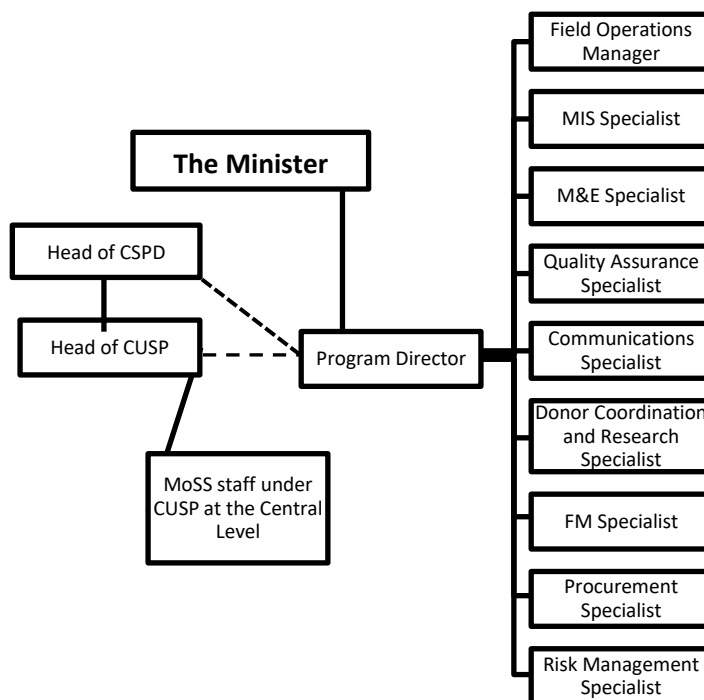 Field Operations
Manager
MIS Specialist
The Minister
M&E Specialist
Head of CSPD
Quality Assurance
Specialist
Head of CUSP
Program Director
Communications
Specialist
Donor Coordination
and Research
Specialist
MoSS staff under
CUSP at the Central
Level
FM Specialist
Procurement
Specialist
Risk Management
Specialist